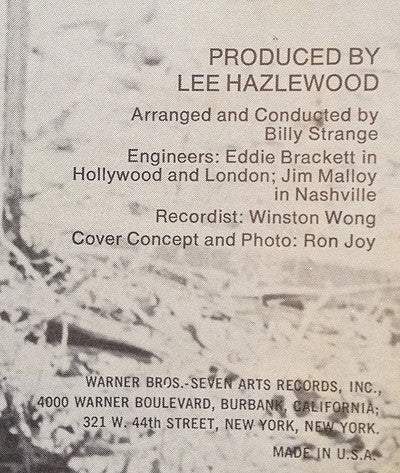 PRODUCED BY
LEE HAZLEWOOD
Arranged and Conducted by
Billy Strange
Engineers: Eddie Brackett in
Hollywood and London; Jim Malloy
in Nashville
Recordist: Winston Wong
Cover Concept and Photo: Ron Joy
WARNER BROS.-SEVEN ARTS RECORDS, INC.,
4000 WARNER BOULEVARD, BURBANK, CALIFORNIA;
321 W. 44th STREET, NEW YORK, NEW YORK.
MADE IN U.S.A.